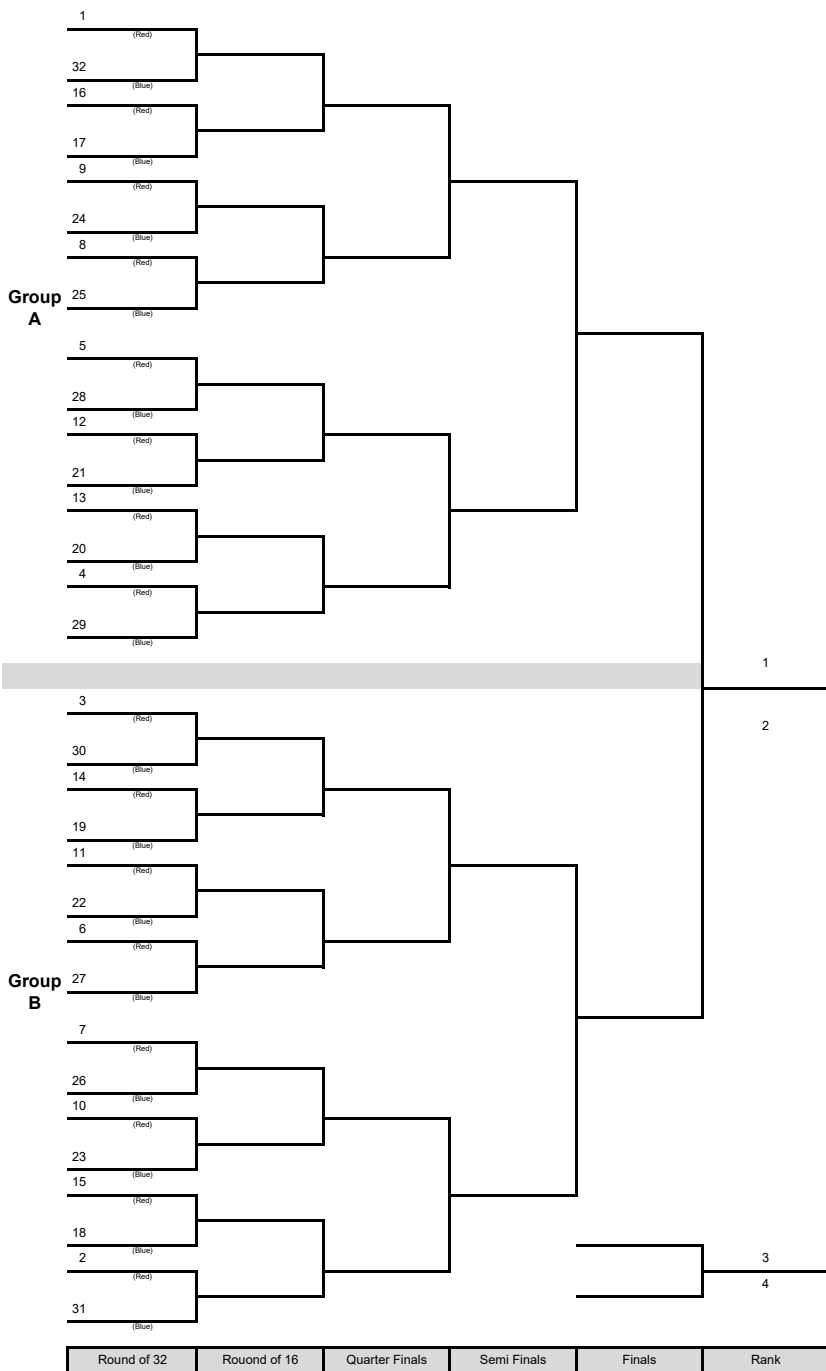 1
(Red)
32
(Blue)
16
(Red)
17
(Blue)
9
(Red)
24
(Blue)
8
(Red)
Group
A
25
(Blue)
5
(Red)
28
(Blue)
12
(Red)
21
(Blue)
13
(Red)
20
(Blue)
4
(Red)
29
(Blue)
1
2
3
(Red)
30
(Blue)
14
(Red)
19
(Blue)
11
(Red)
22
(Blue)
6
(Red)
Group
B
27
(Blue)
7
(Red)
26
(Blue)
10
(Red)
23
(Blue)
15
(Red)
18
(Blue)
2
(Red)
31
(Blue)
3
4
Round of 32 Rouond of 16 Quarter Finals Semi Finals Finals Rank